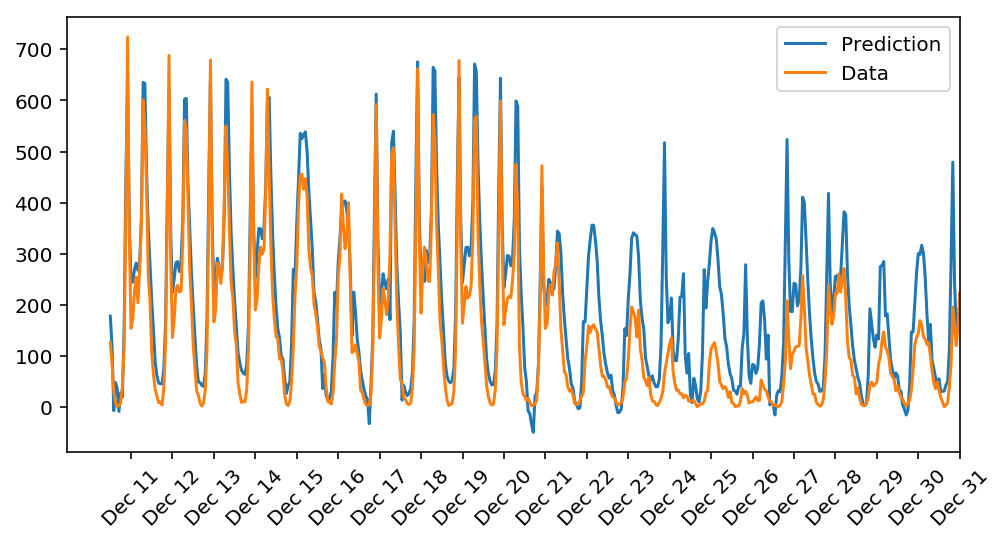 Prediction
Data
700
600
500
400
300
200
100
0
Dec 11
Dec 12
Dec 13
Dec 14
Dec 15
Dec 16
Dec 17
Dec 18
Dec 19
Dec 20
Dec 21
Dec 22
Dec 23
Dec 24
Dec 25
Dec 26
Dec 27
Dec 28
Dec 29
Dec 30
Dec 31